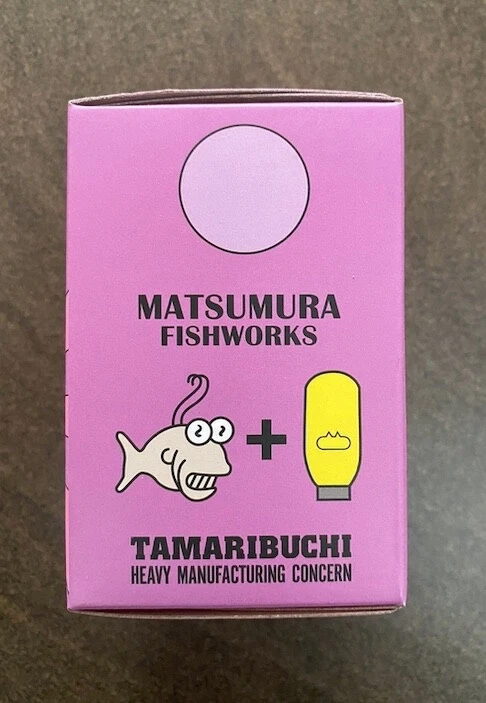 MATSUMURA
FISHWORKS
+
TAMARIBUCHI
HEAVY MANUFACTURING CONCERN